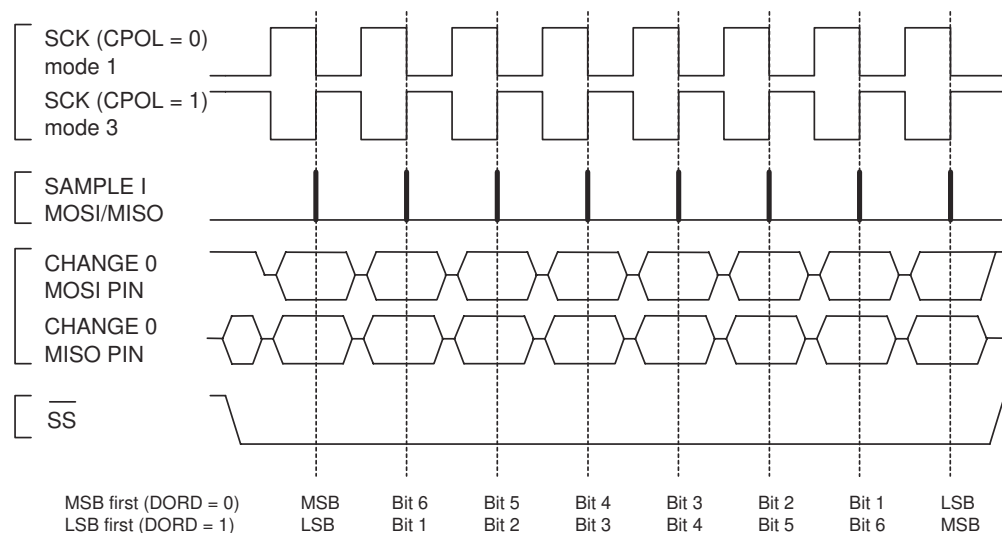 SCK (CPOL = 0)
mode 1
SCK (CPOL = 1)
mode 3
SAMPLE I
MOSI/MISO
CHANGE 0
MOSI PIN
CHANGE 0
MISO PIN
SS
MSB first (DORD = 0) MSB Bit 6 Bit 5 Bit 4 Bit 3 Bit 2 Bit 1 LSB
LSB first (DORD = 1) LSB Bit 1 Bit 2 Bit 3 Bit 4 Bit 5 Bit 6 MSB